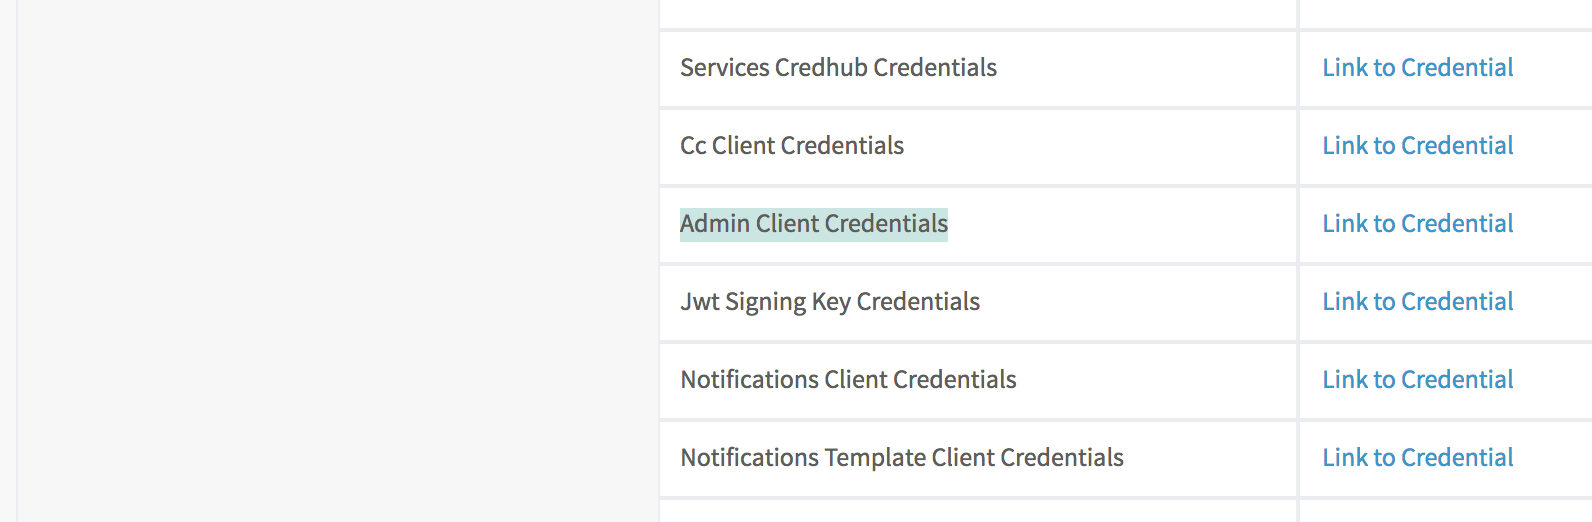 Services Credhub Credentials Link to Credential
Cc Client Credentials Link to Credential
Admin Client Credentials Link to Credential
Jwt Signing Key Credentials Link to Credential
Notifications Client Credentials Link to Credential
Notifications Template Client Credentials Link to Credential